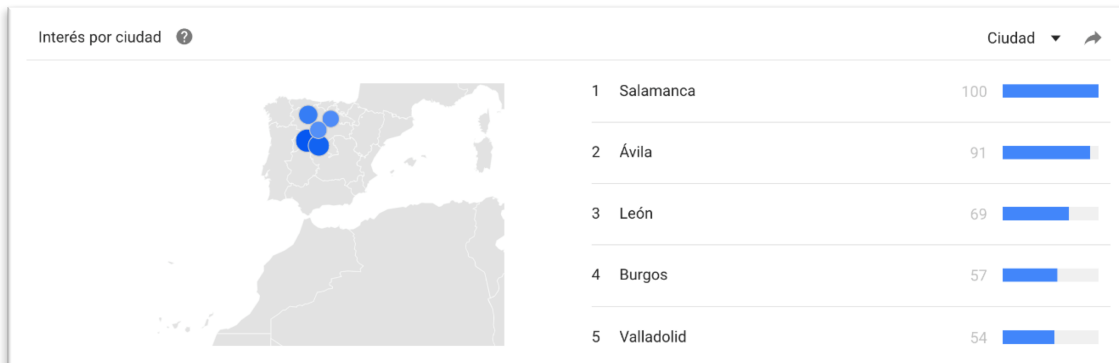 Interés por ciudad ?
Ciudad
1 Salamanca 100
2 Ávila 91
3 León 69
4 Burgos 57
5 Valladolid 54